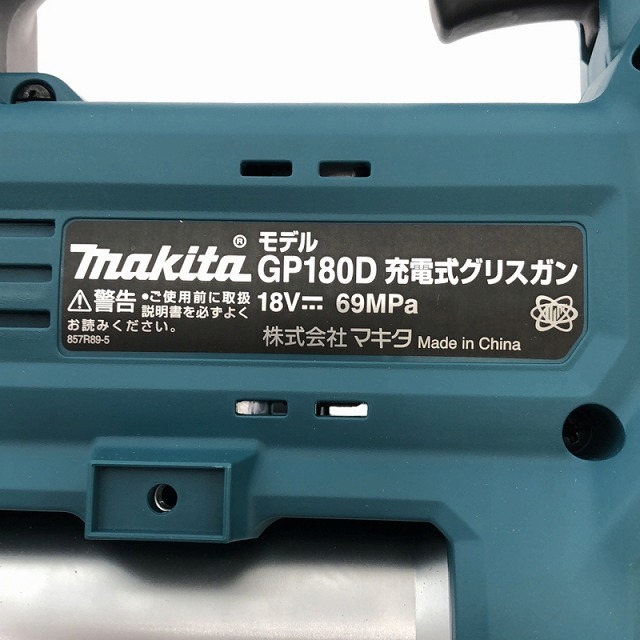 makita®
モデル
GP180D 充電式グリスガン
⚠警告 •ご使用前に取扱
説明書を必ずよく
お読みください。
857R89-5
18V⎓ 69MPa
株式会社マキタ Made in China